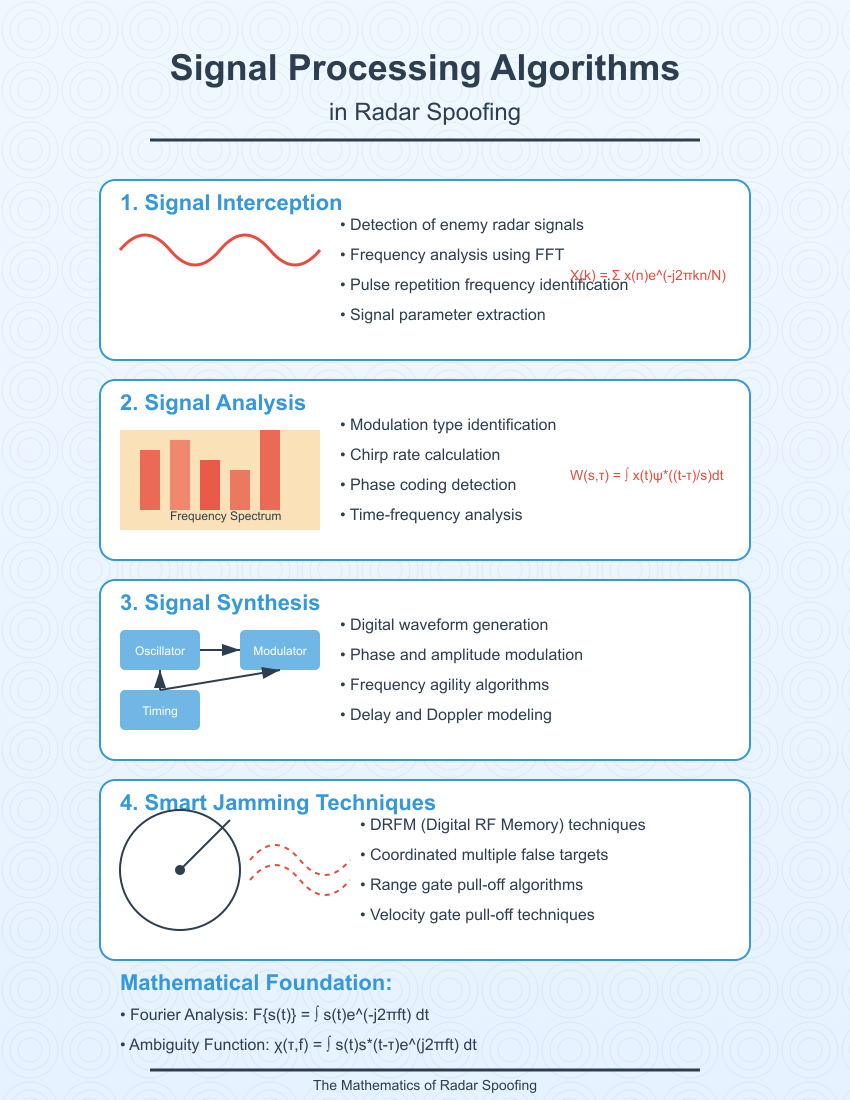 Signal Processing Algorithms
in Radar Spoofing
1. Signal Interception
• Detection of enemy radar signals
• Frequency analysis using FFT
X(k) = Σ x(n)e^(-j2πkn/N)
• Pulse repetition frequency identification
• Signal parameter extraction
2. Signal Analysis
Frequency Spectrum
• Modulation type identification
• Chirp rate calculation
W(s,τ) = ∫ x(t)ψ*((t-τ)/s)dt
• Phase coding detection
• Time-frequency analysis
3. Signal Synthesis
Oscillator
Modulator
Timing
• Digital waveform generation
• Phase and amplitude modulation
• Frequency agility algorithms
• Delay and Doppler modeling
4. Smart Jamming Techniques
• DRFM (Digital RF Memory) techniques
• Coordinated multiple false targets
• Range gate pull-off algorithms
• Velocity gate pull-off techniques
Mathematical Foundation:
• Fourier Analysis: F{s(t)} = ∫ s(t)e^(-j2πft) dt
• Ambiguity Function: χ(τ,f) = ∫ s(t)s*(t-τ)e^(j2πft) dt
The Mathematics of Radar Spoofing